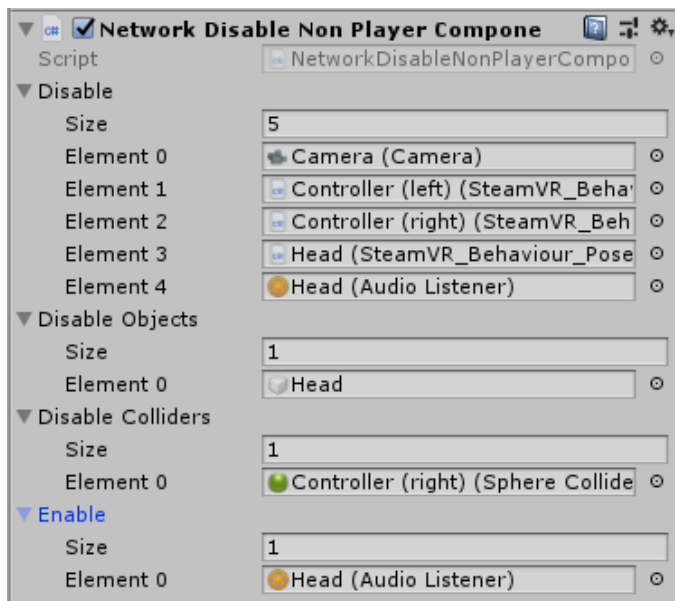 Network Disable Non Player Compone
Script NetworkDisableNonPlayerCompo
Disable
Size 5
Element 0 Camera (Camera)
Element 1 Controller (left) (SteamVR_Beha
Element 2 Controller (right) (SteamVR_Beh
Element 3 Head (SteamVR_Behaviour_Pose
Element 4 Head (Audio Listener)
Disable Objects
Size 1
Element 0 Head
Disable Colliders
Size 1
Element 0 Controller (right) (Sphere Collide
Enable
Size 1
Element 0 Head (Audio Listener)